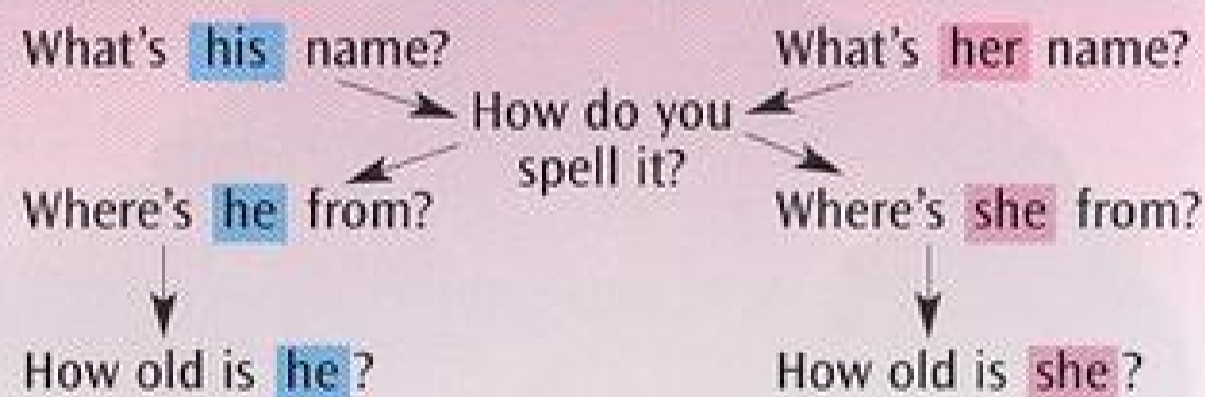 What's his name?
What's her name?
How do you
spell it?
Where's he from?
Where's she from?
How old is he?
How old is she?